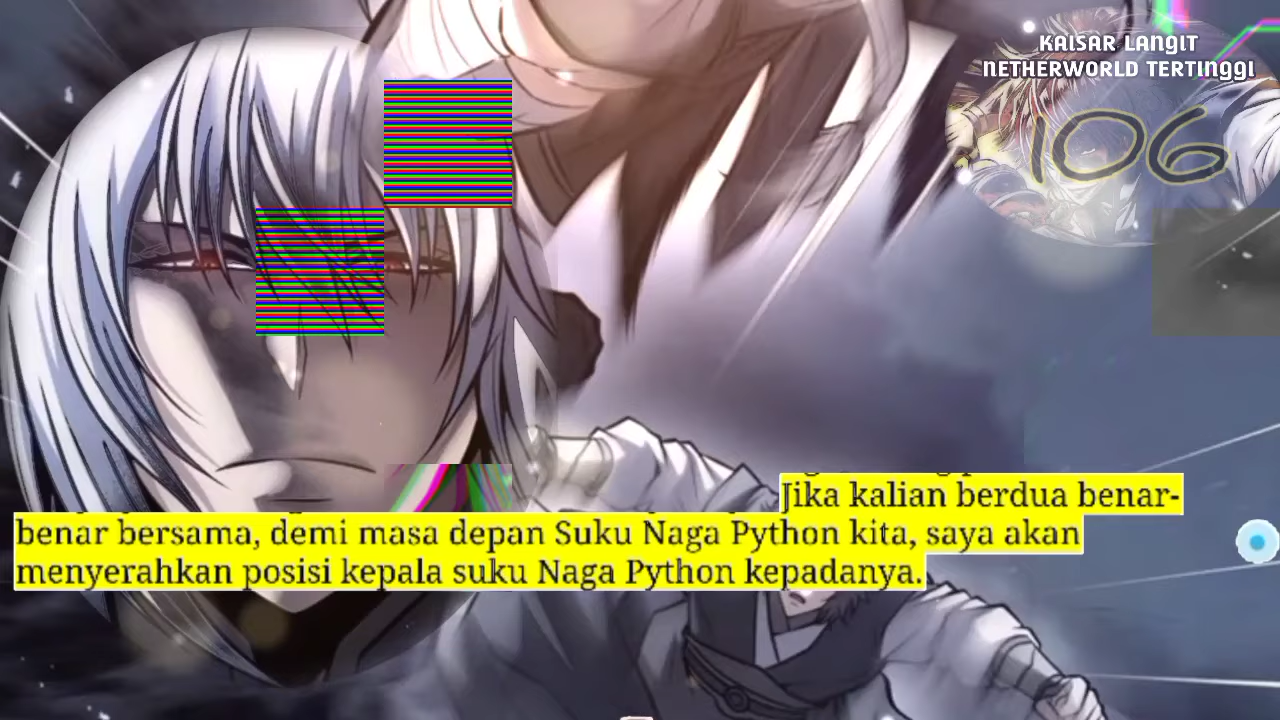 KAISAR LANGIT
NETHERWORLD TERTINGGI
106
Jika kalian berdua benar-
benar bersama, demi masa depan Suku Naga Python kita, saya akan
menyerahkan posisi kepala suku Naga Python kepadanya.